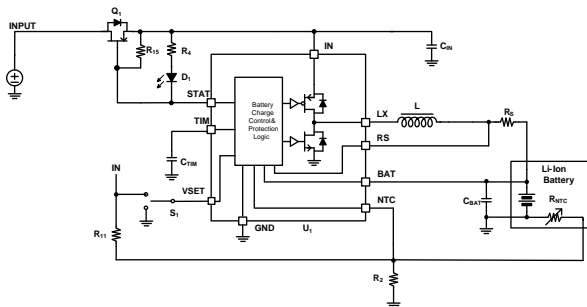 Q1
INPUT
R15
R4
D1
IN
CIN
STAT
TIM
CTIM
Battery
Charge
Control&
Protection
Logic
LX
L
RS
RS
BAT
Li-Ion
Battery
IN
VSET
S1
NTC
CBAT
RNTC
R11
GND
U1
R2